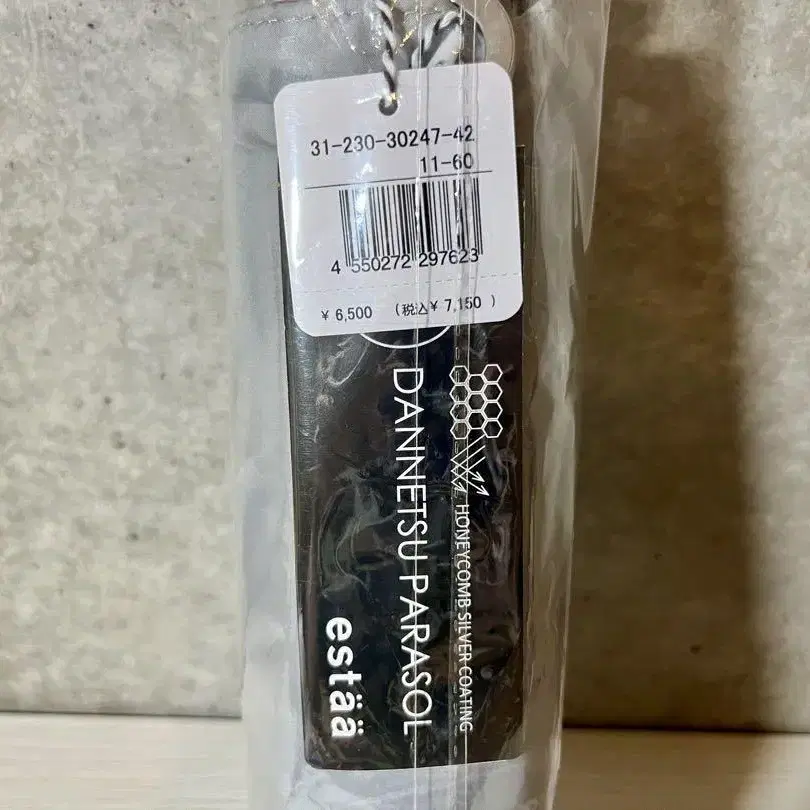 31-230-30247-42
11-60
4 550272 297623
¥ 6,500 (税込¥ 7,150 )
HONEYCOMB SILVER COATING
DANNETSU PARASOL
estää